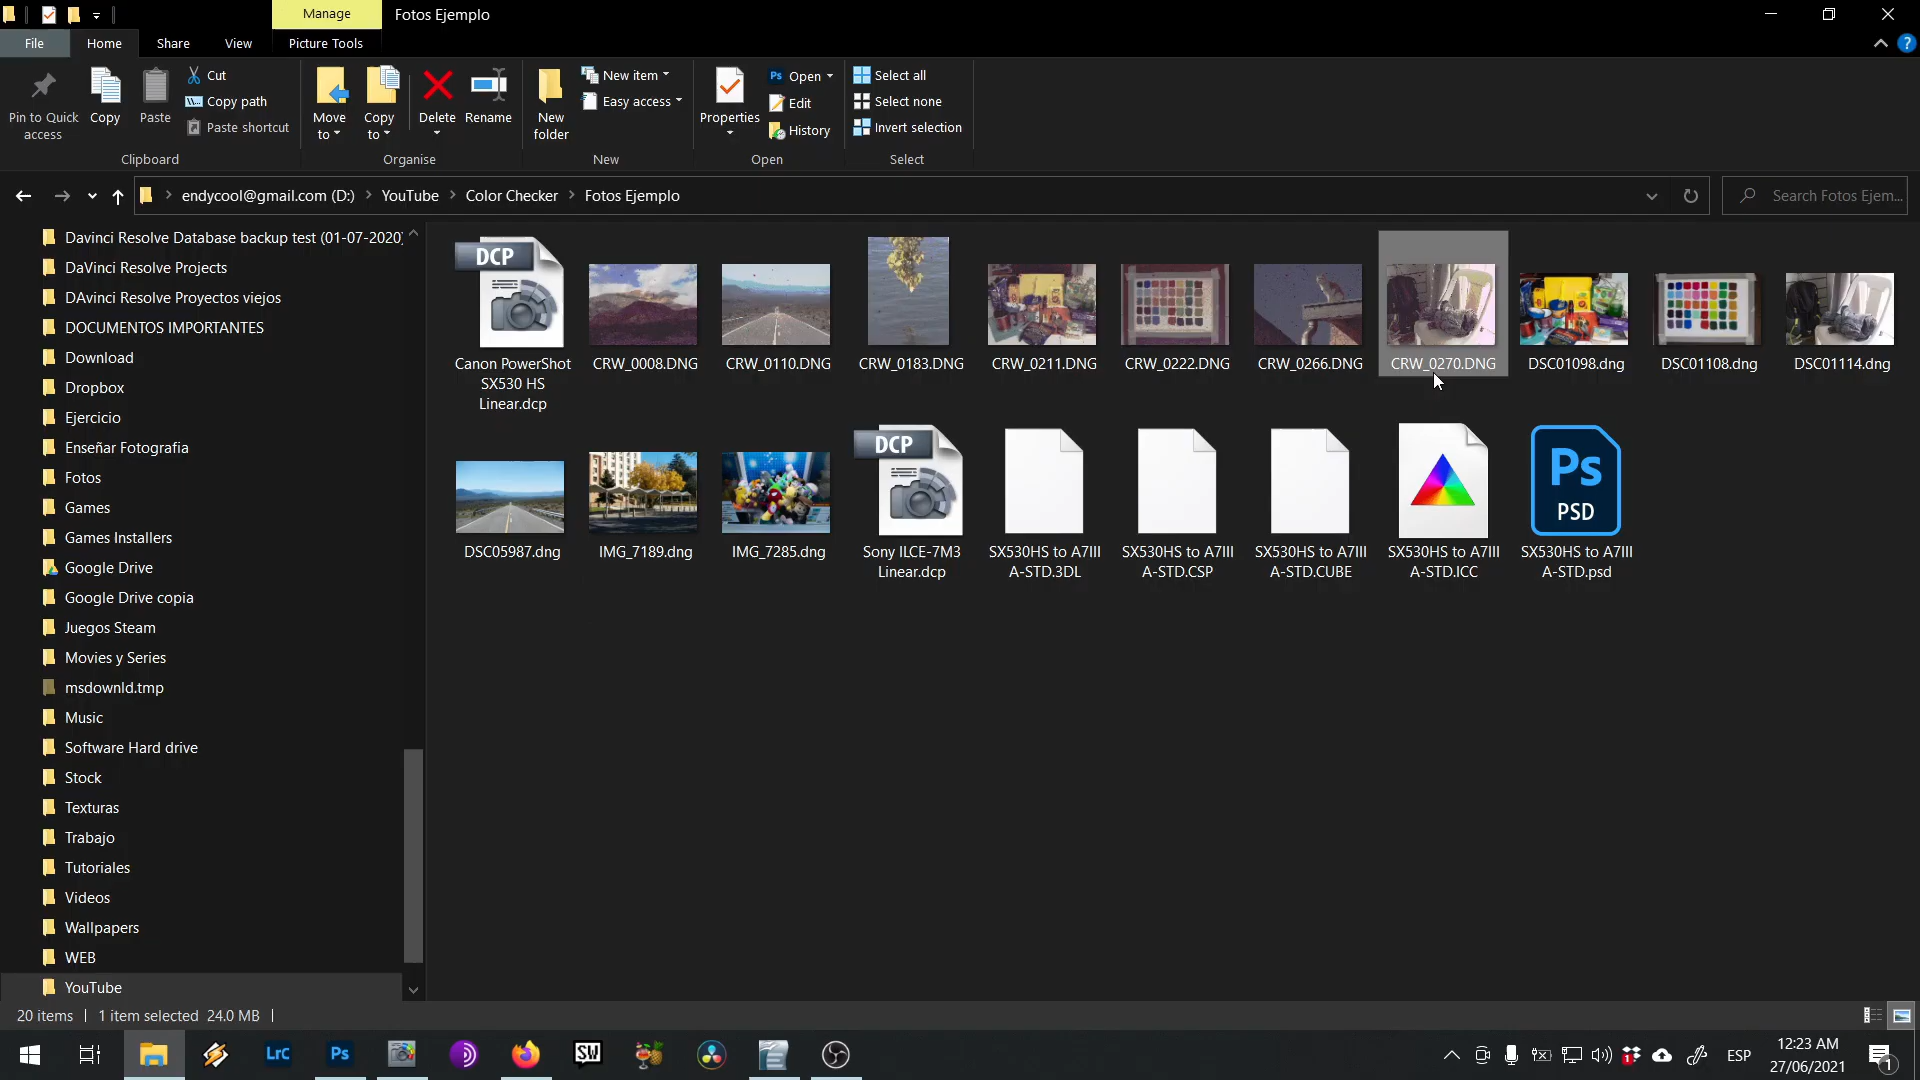 Manage
Fotos Ejemplo
File
Home
Share
View
Picture Tools
Pin to Quick
access
Copy
Paste
Cut
Copy path
Paste shortcut
Clipboard
Move
to
Copy
to
Delete
Rename
Organise
New
folder
New item
Easy access
New
Properties
Open
Edit
History
Open
Select all
Select none
Invert selection
Select
endycool@gmail.com (D:)
YouTube
Color Checker
Fotos Ejemplo
Search Fotos Ejem...
Davinci Resolve Database backup test (01-07-2020)
DaVinci Resolve Projects
DAvinci Resolve Proyectos viejos
DOCUMENTOS IMPORTANTES
Download
Dropbox
Ejercicio
Enseñar Fotografia
Fotos
Games
Games Installers
Google Drive
Google Drive copia
Juegos Steam
Movies y Series
msdownld.tmp
Music
Software Hard drive
Stock
Texturas
Trabajo
Tutoriales
Videos
Wallpapers
WEB
YouTube
DCP
Canon PowerShot
SX530 HS
Linear.dcp
CRW_0008.DNG
CRW_0110.DNG
CRW_0183.DNG
CRW_0211.DNG
CRW_0222.DNG
CRW_0266.DNG
CRW_0270.DNG
DSC01098.dng
DSC01108.dng
DSC01114.dng
DSC05987.dng
IMG_7189.dng
IMG_7285.dng
DCP
Sony ILCE-7M3
Linear.dcp
SX530HS to A7III
A-STD.3DL
SX530HS to A7III
A-STD.CSP
SX530HS to A7III
A-STD.CUBE
SX530HS to A7III
A-STD.ICC
Ps
PSD
SX530HS to A7III
A-STD.psd
20 items
1 item selected 24.0 MB
LrC
Ps
SW
ESP
12:23 AM
27/06/2021
1